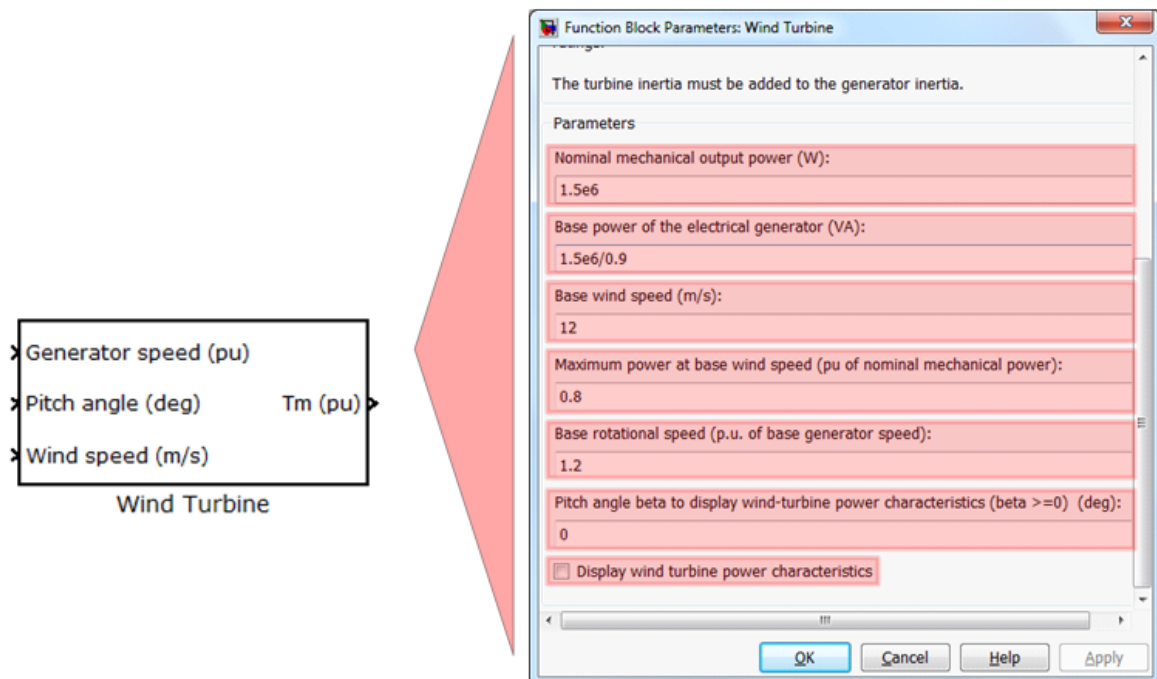 Generator speed (pu)
Pitch angle (deg)
Tm (pu)
Wind speed (m/s)
Wind Turbine
Function Block Parameters: Wind Turbine
The turbine inertia must be added to the generator inertia.
Parameters
Nominal mechanical output power (W):
1.5e6
Base power of the electrical generator (VA):
1.5e6/0.9
Base wind speed (m/s):
12
Maximum power at base wind speed (pu of nominal mechanical power):
0.8
Base rotational speed (p.u. of base generator speed):
1.2
Pitch angle beta to display wind-turbine power characteristics (beta >=0) (deg):
0
Display wind turbine power characteristics
OK
Cancel
Help
Apply